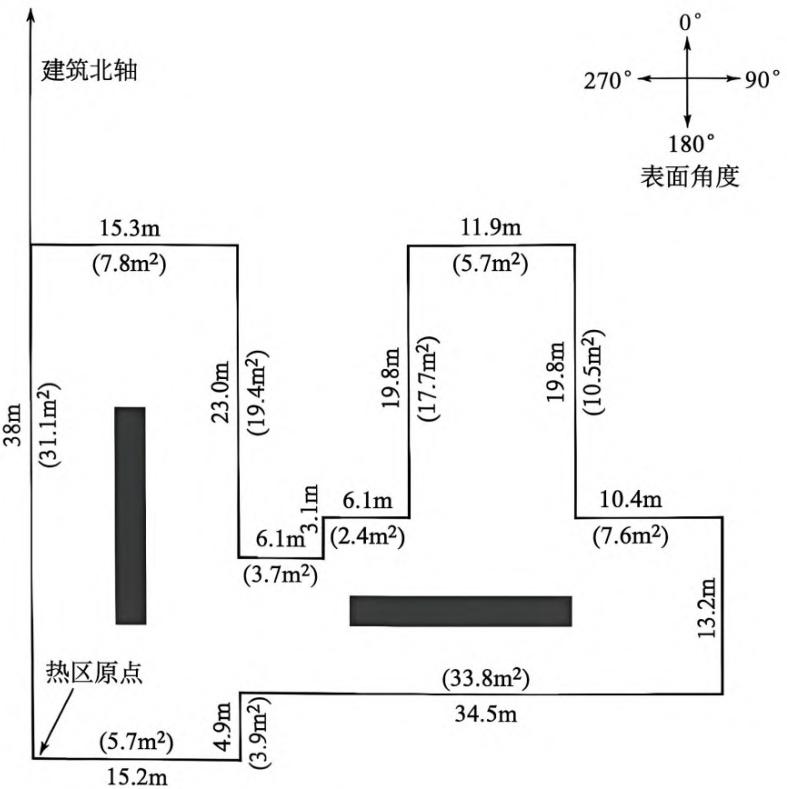 0°
建筑北轴
270°
90°
180°
表面角度
15.3m
(7.8m²)
11.9m
(5.7m²)
38m
(31.1m²)
23.0m
(19.4m²)
19.8m
(17.7m²)
19.8m
(10.5m²)
3.1m
6.1m
(2.4m²)
10.4m
(7.6m²)
6.1m
(3.7m²)
13.2m
热区原点
(33.8m²)
34.5m
4.9m
(3.9m²)
(5.7m²)
15.2m